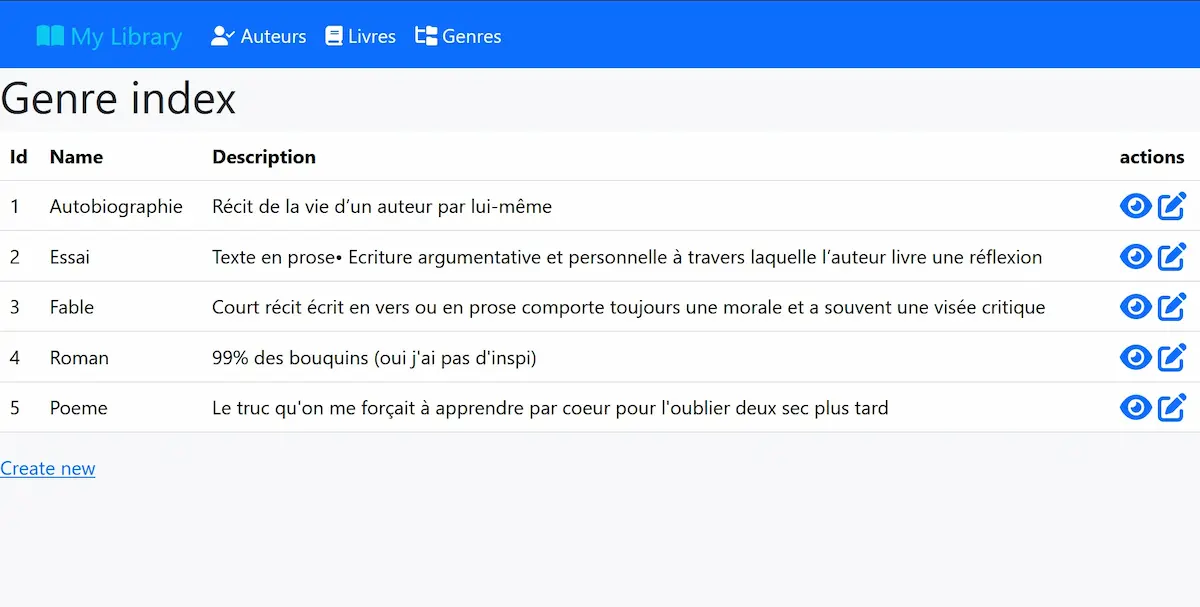 My Library Auteurs Livres Genres
Genre index
Id Name Description actions
1 Autobiographie Récit de la vie d’un auteur par lui-même
2 Essai Texte en prose• Ecriture argumentative et personnelle à travers laquelle l’auteur livre une réflexion
3 Fable Court récit écrit en vers ou en prose comporte toujours une morale et a souvent une visée critique
4 Roman 99% des bouquins (oui j'ai pas d'inspi)
5 Poeme Le truc qu'on me forçait à apprendre par coeur pour l'oublier deux sec plus tard
Create new